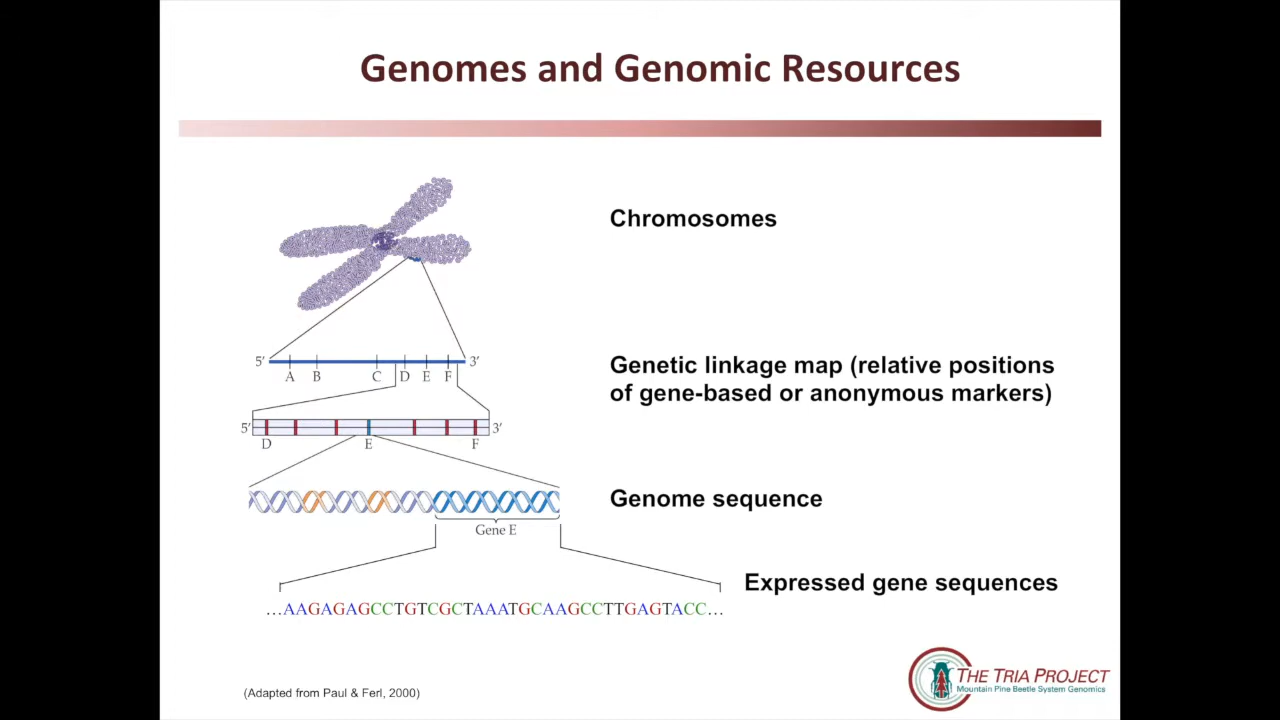 Genomes and Genomic Resources
Chromosomes
5′ 3′
A B C D E F
Genetic linkage map (relative positions
of gene-based or anonymous markers)
5′ 3′
D E F
Genome sequence
Gene E
Expressed gene sequences
...AAGAGAGCCTGTCGCTAAATGCAAGCCTTGAGTACC...
(Adapted from Paul & Ferl, 2000)
THE TRIA PROJECT
Mountain Pine Beetle System Genomics